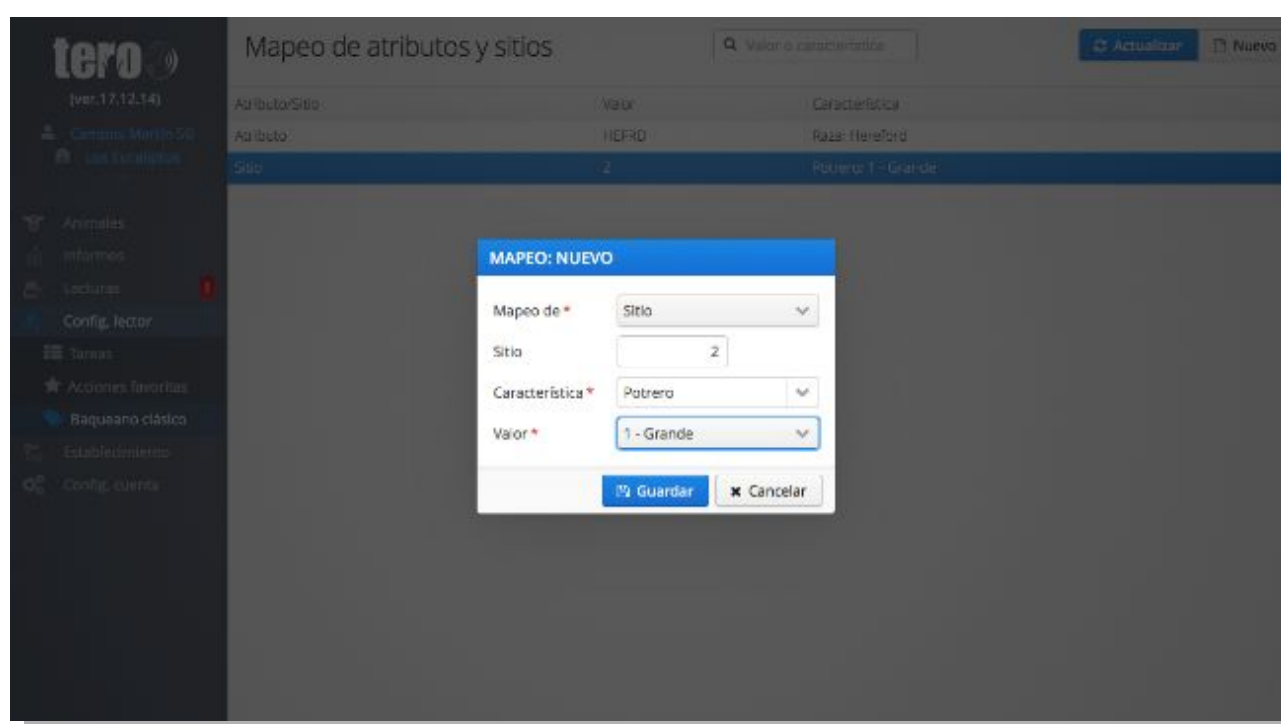 tero
Mapeo de atributos y sitios
Valor o característica
Actualizar
Nuevo
(ver.17.12.14)
Los Eucaliptus
Atributo/Sitio Valor Característica
Atributo HEFRD Raza: Hereford
Sitio 2 Potrero: 1 - Grande
Animales
Informes
Lecturas
Config. lector
Tareas
Acciones favoritas
Baqueano clásico
Establecimiento
Config. cuenta
MAPEO: NUEVO
Mapeo de * Sitio
Sitio 2
Característica * Potrero
Valor * 1 - Grande
Guardar Cancelar